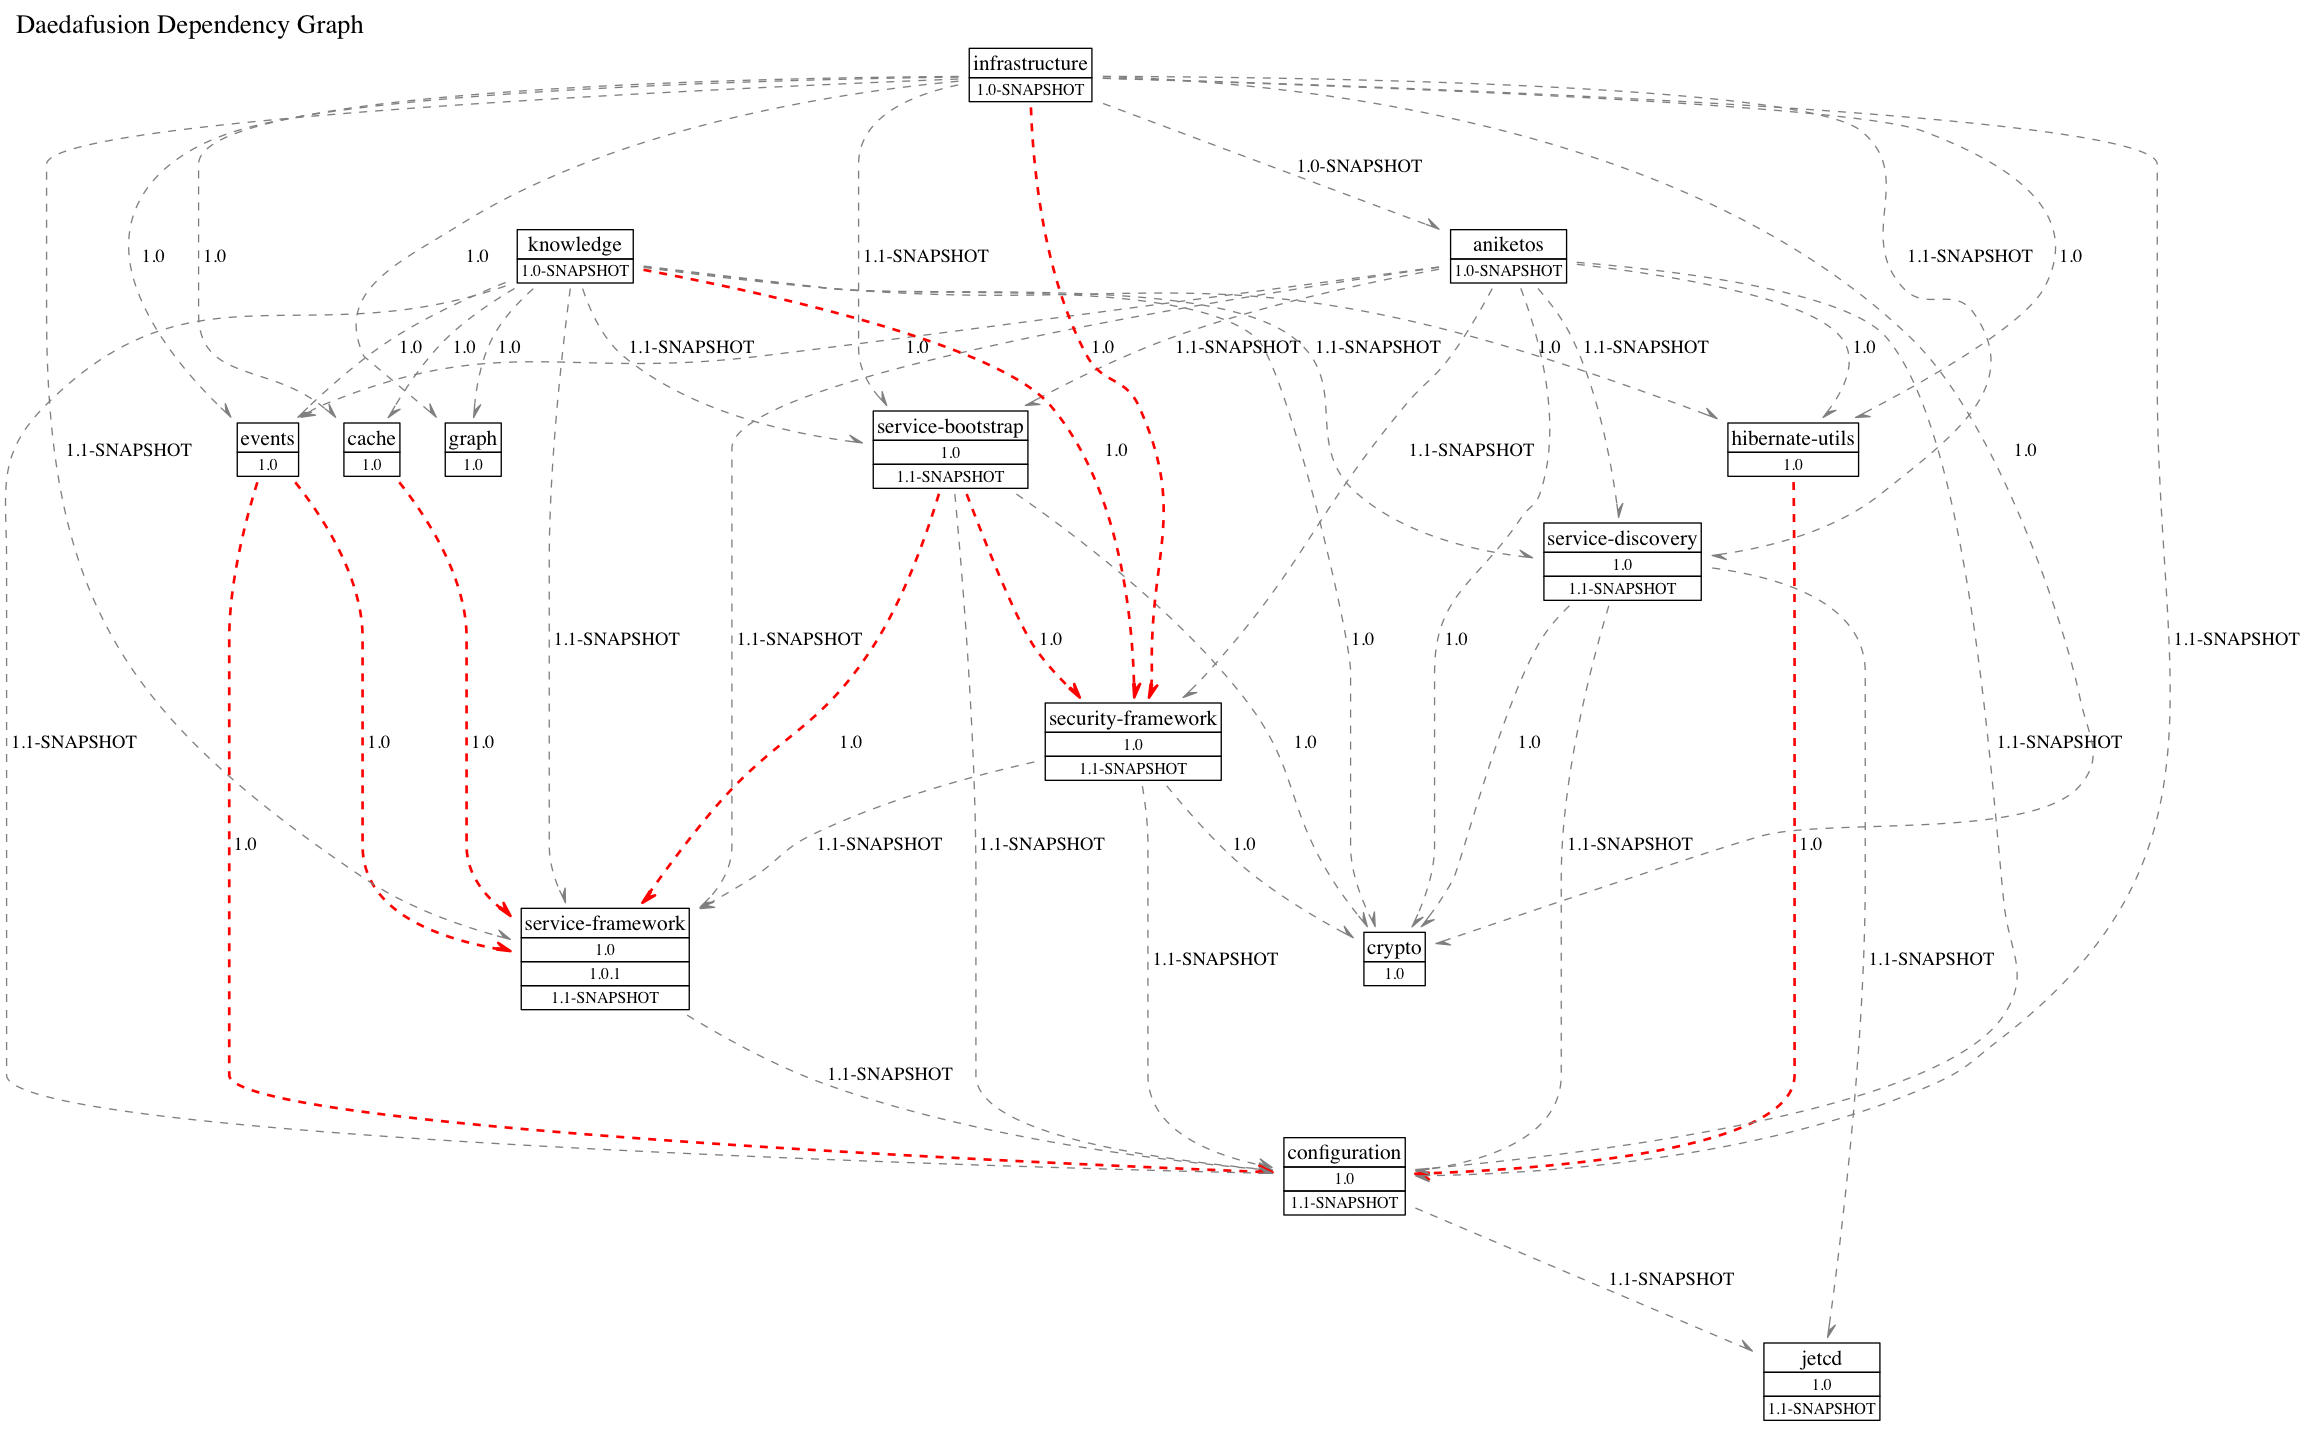 Daedafusion Dependency Graph
infrastructure
1.0-SNAPSHOT
1.0-SNAPSHOT
knowledge
1.0-SNAPSHOT
aniketos
1.0-SNAPSHOT
1.0
1.0
1.0
1.1-SNAPSHOT
1.1-SNAPSHOT
1.0
1.0
1.0
1.0
1.1-SNAPSHOT
1.0
1.0
1.1-SNAPSHOT
1.1-SNAPSHOT
1.0
1.1-SNAPSHOT
1.0
events
1.0
cache
1.0
graph
1.0
service-bootstrap
1.0
1.1-SNAPSHOT
hibernate-utils
1.0
1.1-SNAPSHOT
1.0
1.1-SNAPSHOT
1.0
service-discovery
1.0
1.1-SNAPSHOT
1.1-SNAPSHOT
1.1-SNAPSHOT
1.0
1.0
1.0
1.1-SNAPSHOT
security-framework
1.0
1.1-SNAPSHOT
1.1-SNAPSHOT
1.0
1.0
1.0
1.0
1.0
1.1-SNAPSHOT
1.0
1.1-SNAPSHOT
1.1-SNAPSHOT
1.0
1.1-SNAPSHOT
1.0
service-framework
1.0
1.0.1
1.1-SNAPSHOT
crypto
1.0
1.1-SNAPSHOT
1.1-SNAPSHOT
1.1-SNAPSHOT
configuration
1.0
1.1-SNAPSHOT
1.1-SNAPSHOT
jetcd
1.0
1.1-SNAPSHOT